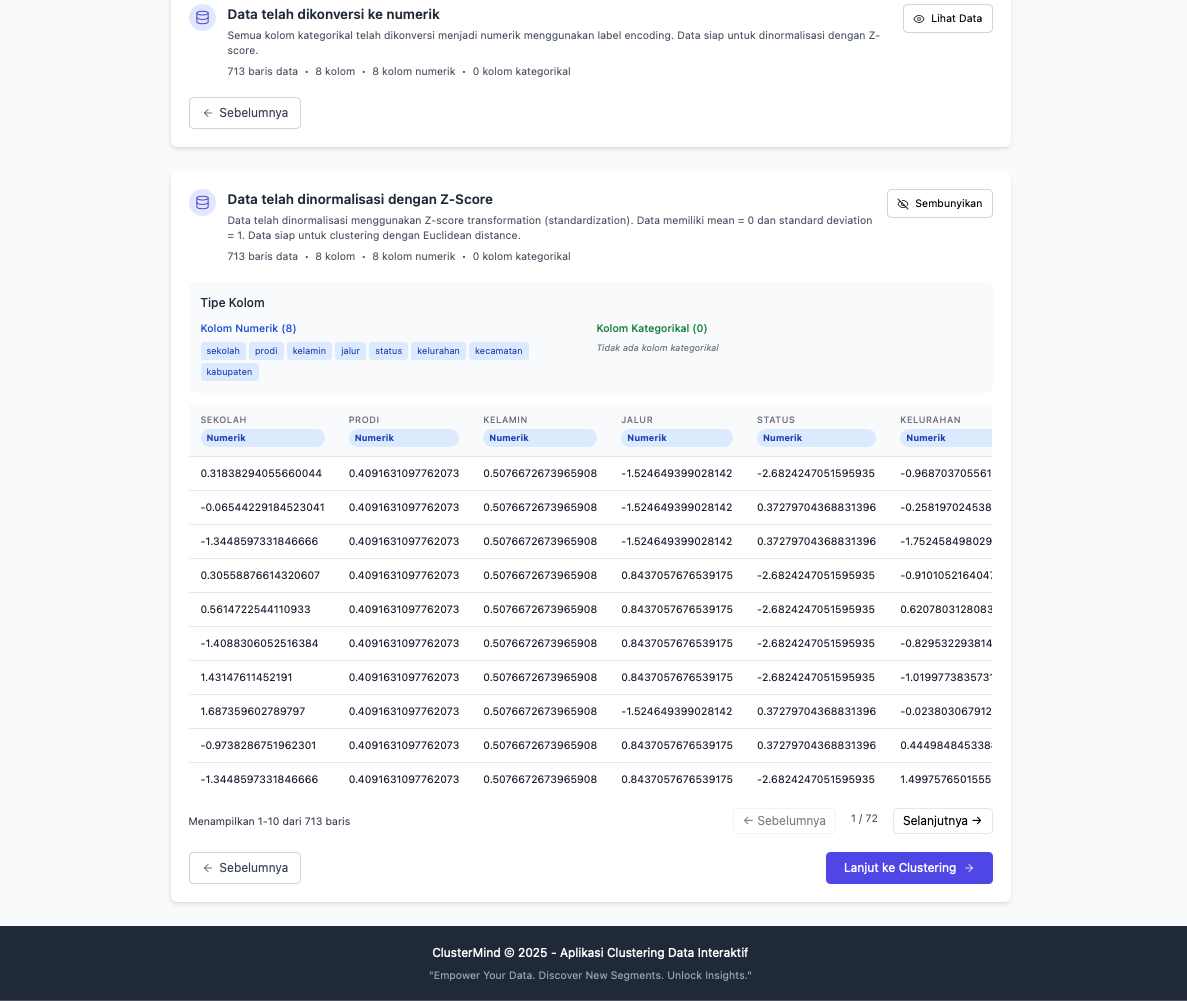 Data telah dikonversi ke numerik
Lihat Data
Semua kolom kategorikal telah dikonversi menjadi numerik menggunakan label encoding. Data siap untuk dinormalisasi dengan Z-
score.
713 baris data • 8 kolom • 8 kolom numerik • 0 kolom kategorikal
← Sebelumnya
Data telah dinormalisasi dengan Z-Score
Sembunyikan
Data telah dinormalisasi menggunakan Z-score transformation (standardization). Data memiliki mean = 0 dan standard deviation
= 1. Data siap untuk clustering dengan Euclidean distance.
713 baris data • 8 kolom • 8 kolom numerik • 0 kolom kategorikal
Tipe Kolom
Kolom Numerik (8)
sekolah prodi kelamin jalur status kelurahan kecamatan
kabupaten
Kolom Kategorikal (0)
Tidak ada kolom kategorikal
SEKOLAH PRODI KELAMIN JALUR STATUS KELURAHAN
Numerik Numerik Numerik Numerik Numerik Numerik
0.31838294055660044 0.4091631097762073 0.5076672673965908 -1.524649399028142 -2.6824247051595935 -0.968703705561
-0.06544229184523041 0.4091631097762073 0.5076672673965908 -1.524649399028142 0.37279704368831396 -0.258197024538
-1.3448597331846666 0.4091631097762073 0.5076672673965908 -1.524649399028142 0.37279704368831396 -1.752458498029
0.30558876614320607 0.4091631097762073 0.5076672673965908 0.8437057676539175 -2.6824247051595935 -0.910105216404
0.5614722544110933 0.4091631097762073 0.5076672673965908 0.8437057676539175 -2.6824247051595935 0.6207803128083
-1.4088306052516384 0.4091631097762073 0.5076672673965908 0.8437057676539175 -2.6824247051595935 -0.829532293814
1.43147611452191 0.4091631097762073 0.5076672673965908 0.8437057676539175 -2.6824247051595935 -1.019977383573
1.687359602789797 0.4091631097762073 0.5076672673965908 -1.524649399028142 0.37279704368831396 -0.023803067912
-0.9738286751962301 0.4091631097762073 0.5076672673965908 0.8437057676539175 0.37279704368831396 0.444984845338
-1.3448597331846666 0.4091631097762073 0.5076672673965908 0.8437057676539175 -2.6824247051595935 1.4997576501555
Menampilkan 1-10 dari 713 baris
← Sebelumnya 1 / 72 Selanjutnya →
← Sebelumnya
Lanjut ke Clustering →
ClusterMind © 2025 - Aplikasi Clustering Data Interaktif
"Empower Your Data. Discover New Segments. Unlock Insights."